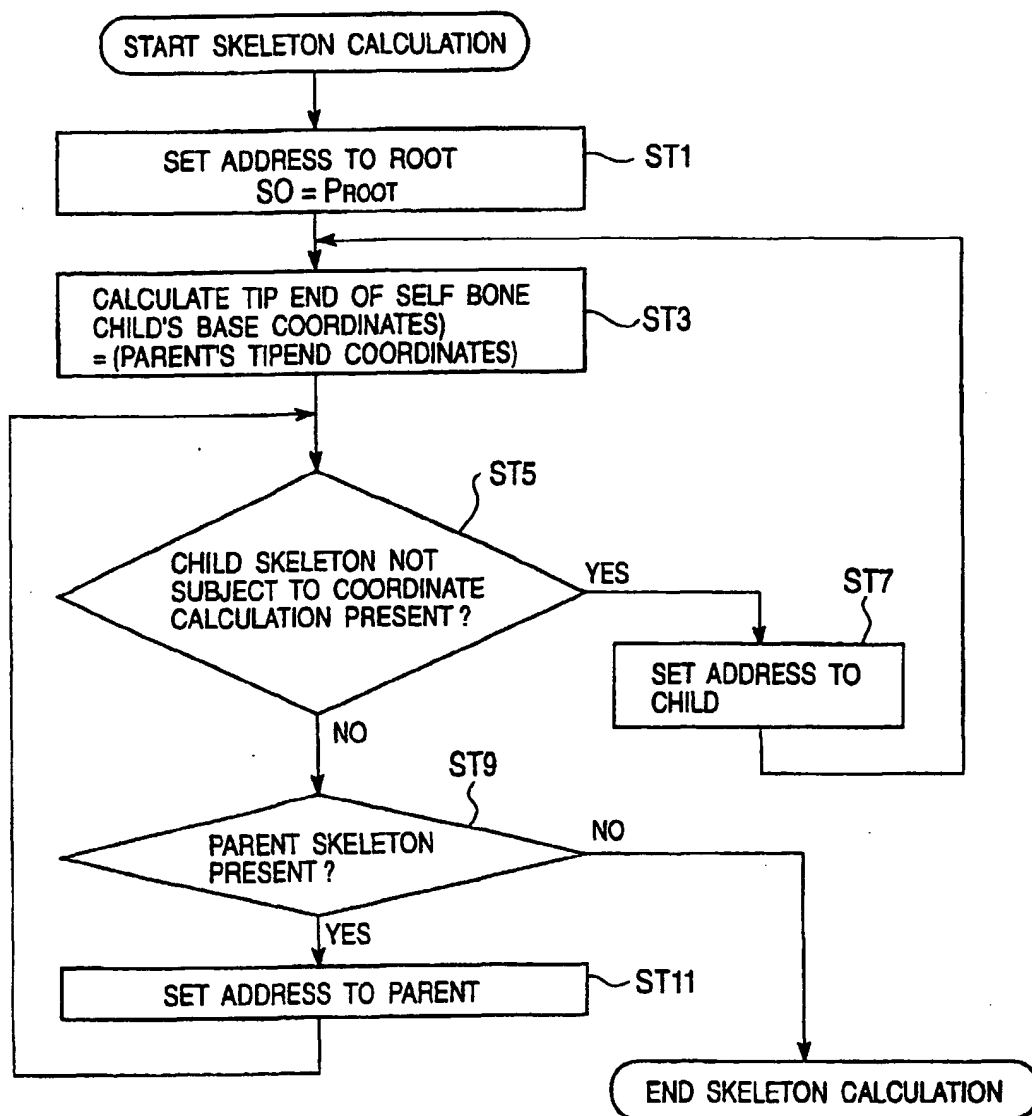 START SKELETON CALCULATION
SET ADDRESS TO ROOT
SO = PROOT
ST1
CALCULATE TIP END OF SELF BONE
CHILD'S BASE COORDINATES)
= (PARENT'S TIPEND COORDINATES)
ST3
ST5
CHILD SKELETON NOT
SUBJECT TO COORDINATE
CALCULATION PRESENT ?
YES
ST7
SET ADDRESS TO
CHILD
NO
ST9
PARENT SKELETON
PRESENT ?
NO
YES
SET ADDRESS TO PARENT
ST11
END SKELETON CALCULATION